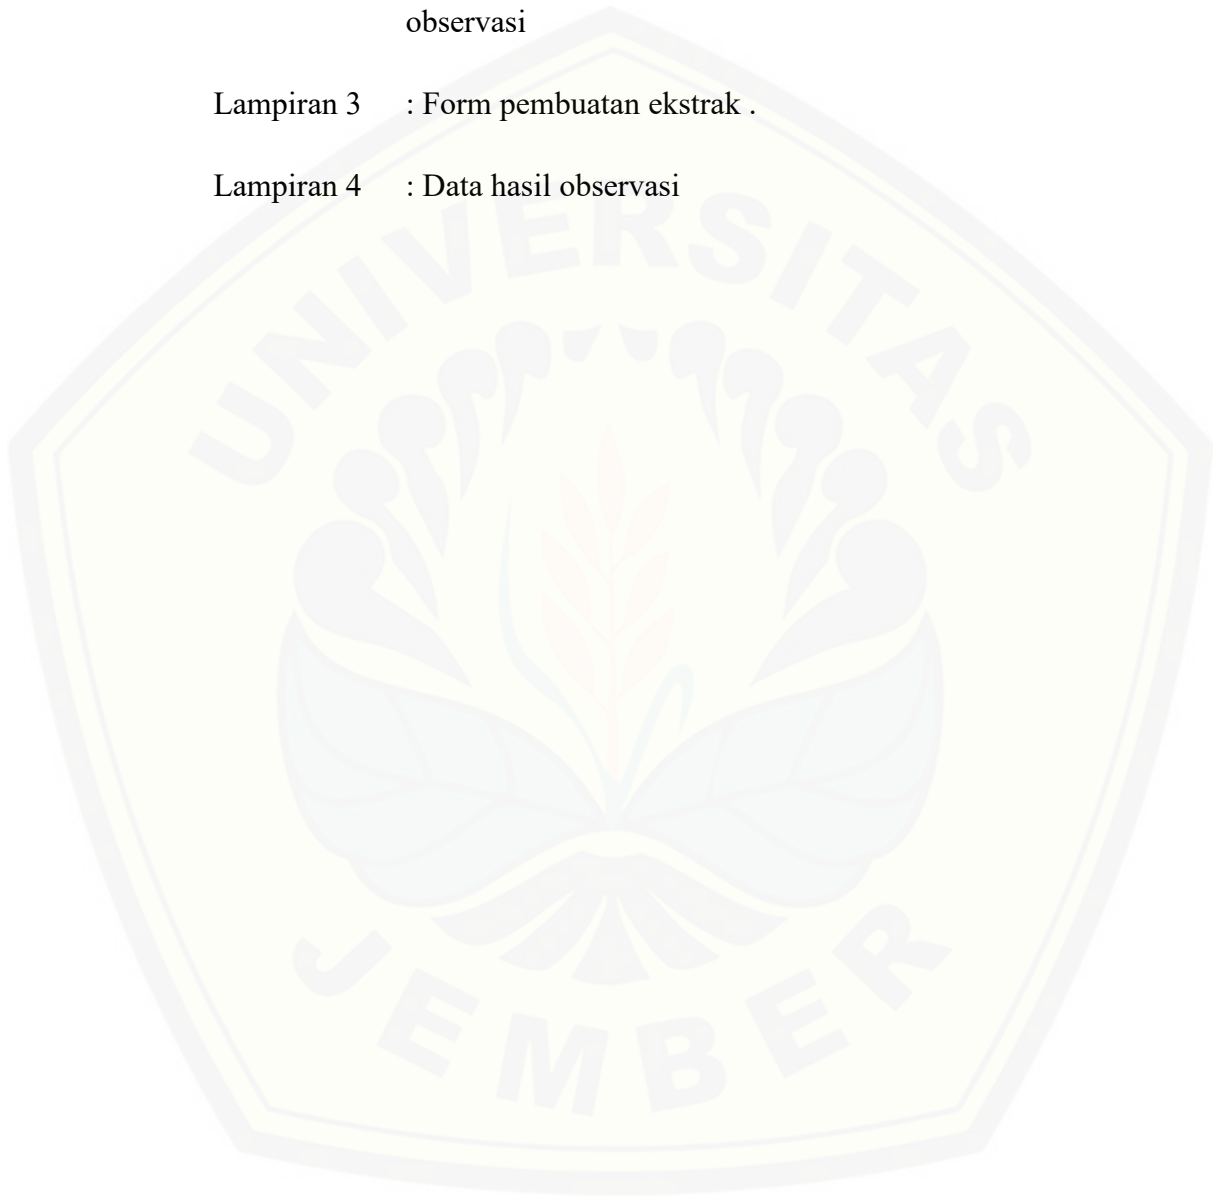 observasi
Lampiran 3 : Form pembuatan ekstrak .
Lampiran 4 : Data hasil observasi
UNIVERSITAS
JEMBER